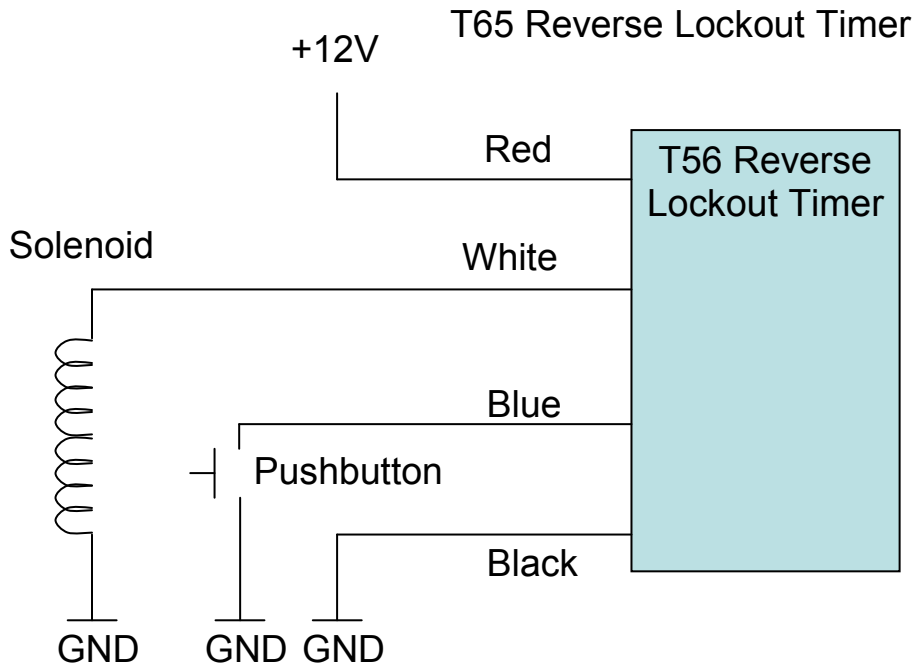 T65 Reverse Lockout Timer
+12V
Red
T56 Reverse
Lockout Timer
Solenoid
White
Blue
Pushbutton
Black
GND
GND
GND